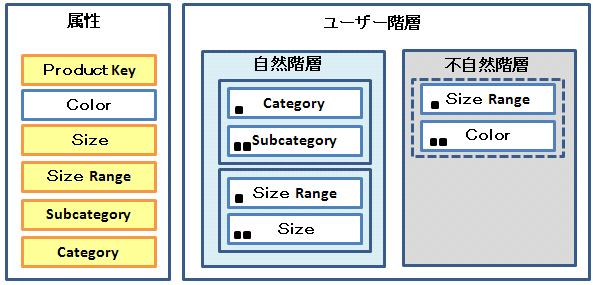 属性
Product Key
Color
Size
Size Range
Subcategory
Category
ユーザー階層
自然階層
Category
Subcategory
Size Range
Size
不自然階層
Size Range
Color